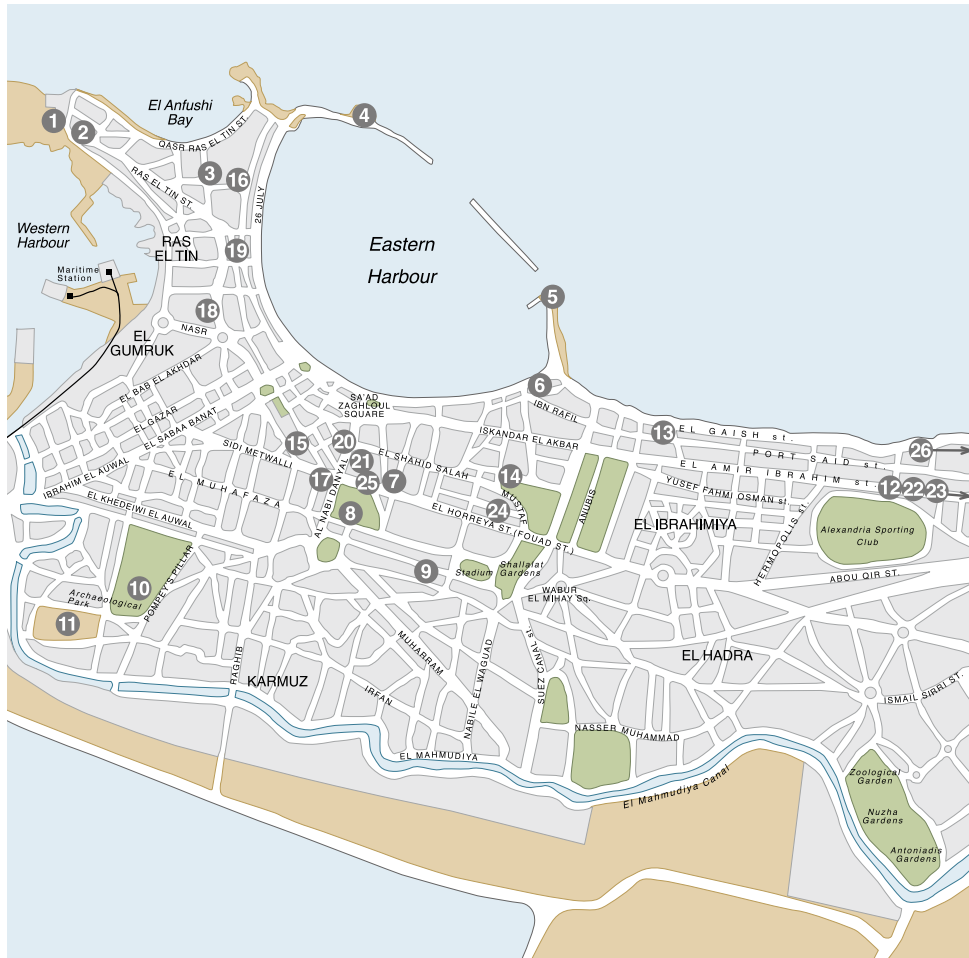 El Anfushi
Bay
4
1
2
QASR RAS EL TIN ST.
3
16
RAS EL TIN ST.
26 JULY
Western
Harbour
RAS
EL TIN
19
Eastern
Harbour
Maritime
Station
5
18
NASR
EL
GUMRUK
EL BAB EL AKHDAR
6
SA'AD
ZAGHLOUL
SQUARE
IBN RAFIL
EL GAZAR
EL SABAA BANAT
13
EL GAISH st.
ISKANDAR EL AKBAR
15
20
26
PORT SAID st.
SIDI METWALLI
21
EL SHAHID SALAH
EL AMIR IBRAHIM st.
IBRAHIM EL AUWAL
EL MUHAFAZA
17
25
7
14
YUSEF FAHMI OSMAN st.
12
22
23
AL NABI DANYAL
EL KHEDEIWI EL AUWAL
8
MUSTAF
24
ANUBIS
EL HORREYA ST.(FOUAD ST.)
EL IBRAHIMIYA
HERMOPOLIS st.
Alexandria Sporting
Club
9
Stadium
Shallalat
Gardens
ABOU QIR ST.
10
POMPEY'S PILLAR
Archaeological
Park
WABUR
EL MIHAY Sq.
11
MUHARRAM
SUEZ CANAL st.
EL HADRA
RAGHIB
KARMUZ
IRFAN
NABILE EL WAGUAD
ISMAIL SIRRI ST.
NASSER MUHAMMAD
EL MAHMUDIYA
El Mahmudiya Canal
Zoological
Garden
Nuzha
Gardens
Antoniadis
Gardens